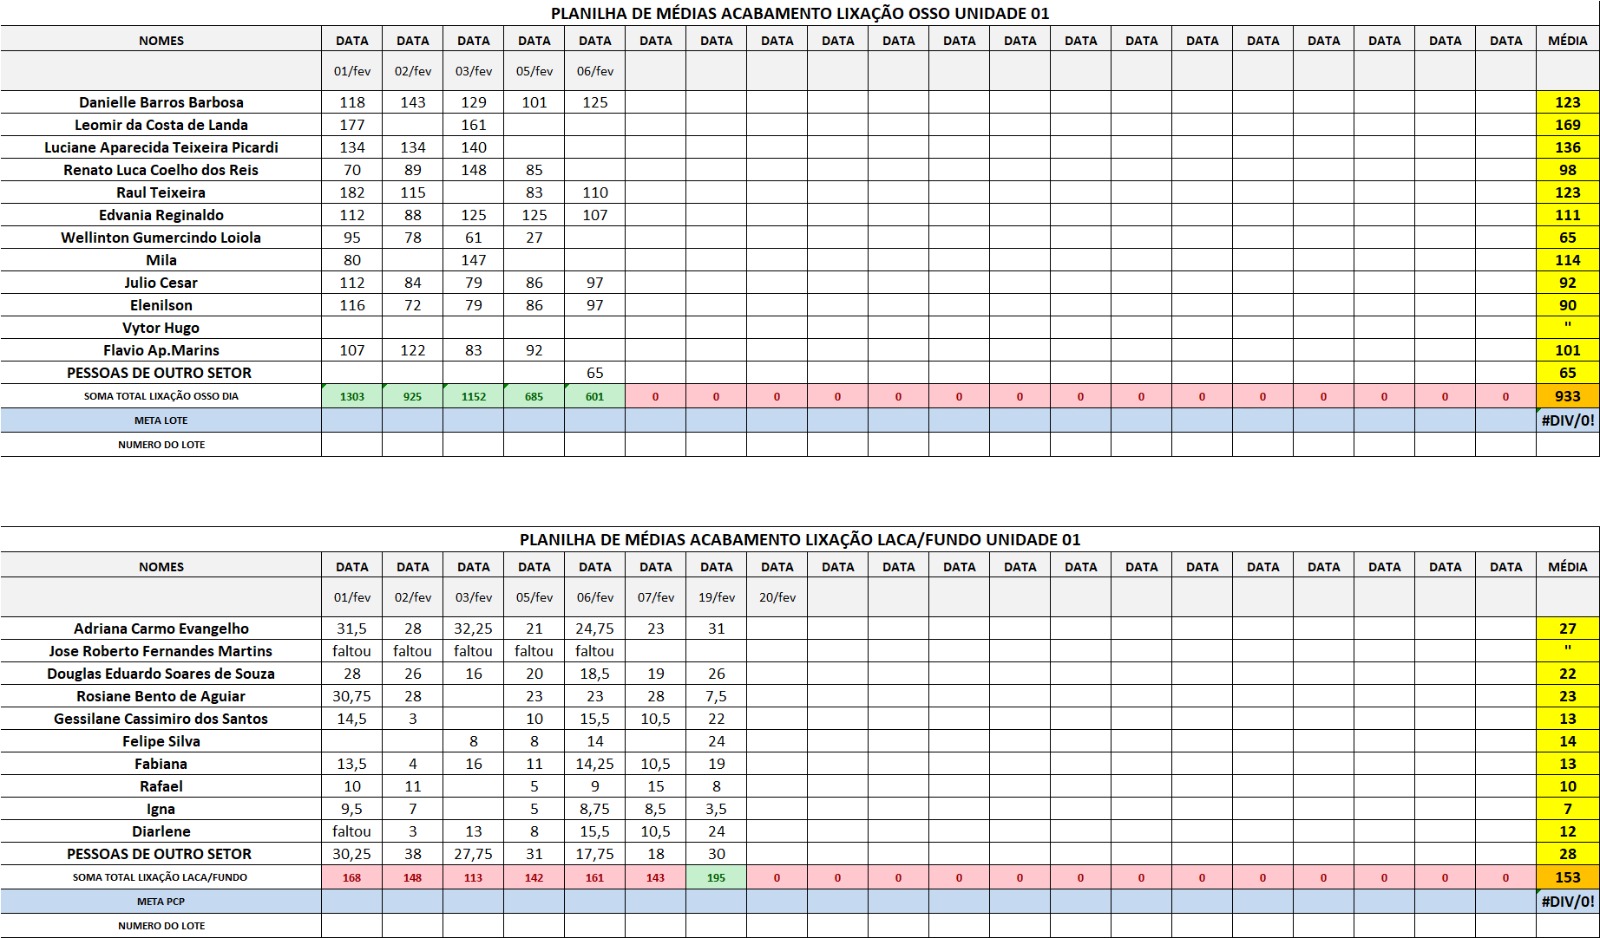 PLANILHA DE MÉDIAS ACABAMENTO LIXAÇÃO OSSO UNIDADE 01
NOMES DATA DATA DATA DATA DATA DATA DATA DATA DATA DATA DATA DATA DATA DATA DATA DATA DATA DATA DATA DATA MÉDIA
01/fev 02/fev 03/fev 05/fev 06/fev
Danielle Barros Barbosa 118 143 129 101 125 123
Leomir da Costa de Landa 177 161 169
Luciane Aparecida Teixeira Picardi 134 134 140 136
Renato Luca Coelho dos Reis 70 89 148 85 98
Raul Teixeira 182 115 83 110 123
Edvania Reginaldo 112 88 125 125 107 111
Wellinton Gumercindo Loiola 95 78 61 27 65
Mila 80 147 114
Julio Cesar 112 84 79 86 97 92
Elenilson 116 72 79 86 97 90
Vytor Hugo "
Flavio Ap.Marins 107 122 83 92 101
PESSOAS DE OUTRO SETOR 65 65
SOMA TOTAL LIXAÇÃO OSSO DIA 1303 925 1152 685 601 0 0 0 0 0 0 0 0 0 0 0 0 0 0 0 933
META LOTE #DIV/0!
NUMERO DO LOTE
PLANILHA DE MÉDIAS ACABAMENTO LIXAÇÃO LACA/FUNDO UNIDADE 01
NOMES DATA DATA DATA DATA DATA DATA DATA DATA DATA DATA DATA DATA DATA DATA DATA DATA DATA DATA DATA DATA MÉDIA
01/fev 02/fev 03/fev 05/fev 06/fev 07/fev 19/fev 20/fev
Adriana Carmo Evangelho 31,5 28 32,25 21 24,75 23 31 27
Jose Roberto Fernandes Martins faltou faltou faltou faltou faltou "
Douglas Eduardo Soares de Souza 28 26 16 20 18,5 19 26 22
Rosiane Bento de Aguiar 30,75 28 23 23 28 7,5 23
Gessilane Cassimiro dos Santos 14,5 3 10 15,5 10,5 22 13
Felipe Silva 8 8 14 24 14
Fabiana 13,5 4 16 11 14,25 10,5 19 13
Rafael 10 11 5 9 15 8 10
Igna 9,5 7 5 8,75 8,5 3,5 7
Diarlene faltou 3 13 8 15,5 10,5 24 12
PESSOAS DE OUTRO SETOR 30,25 38 27,75 31 17,75 18 30 28
SOMA TOTAL LIXAÇÃO LACA/FUNDO 168 148 113 142 161 143 195 0 0 0 0 0 0 0 0 0 0 0 0 0 153
META PCP #DIV/0!
NUMERO DO LOTE